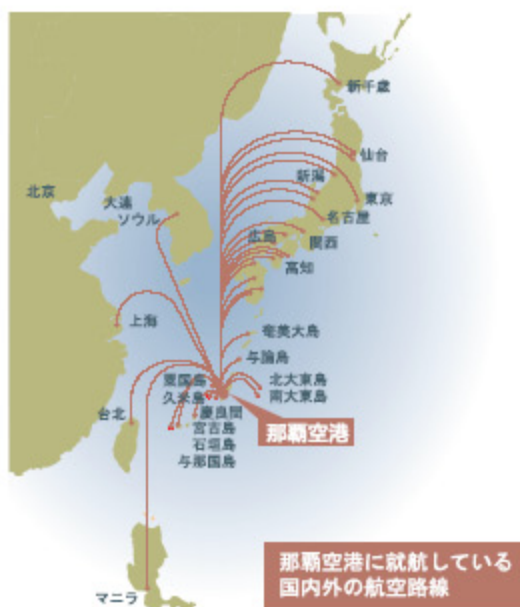 新千歳
仙台
新潟
北京
大連
東京
ソウル
名古屋
広島
関西
高知
上海
奄美大島
与論島
粟国島
北大東島
久米島
南大東島
慶良間
台北
宮古島
那覇空港
石垣島
与那国島
那覇空港に就航している
国内外の航空路線
マニラ